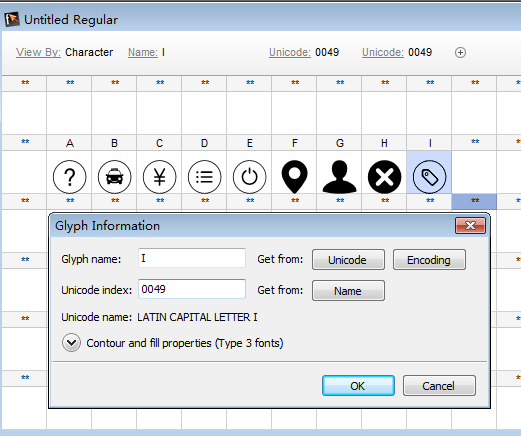 Untitled Regular
View By: Character Name: I Unicode: 0049 Unicode: 0049
** ** ** ** ** ** ** ** ** ** ** **
** A B C D E F G H I ** **
? ¥
** ** ** ** ** ** ** ** ** ** ** **
Glyph Information
Glyph name: I Get from: Unicode Encoding
Unicode index: 0049 Get from: Name
Unicode name: LATIN CAPITAL LETTER I
Contour and fill properties (Type 3 fonts)
OK Cancel
**
**
**